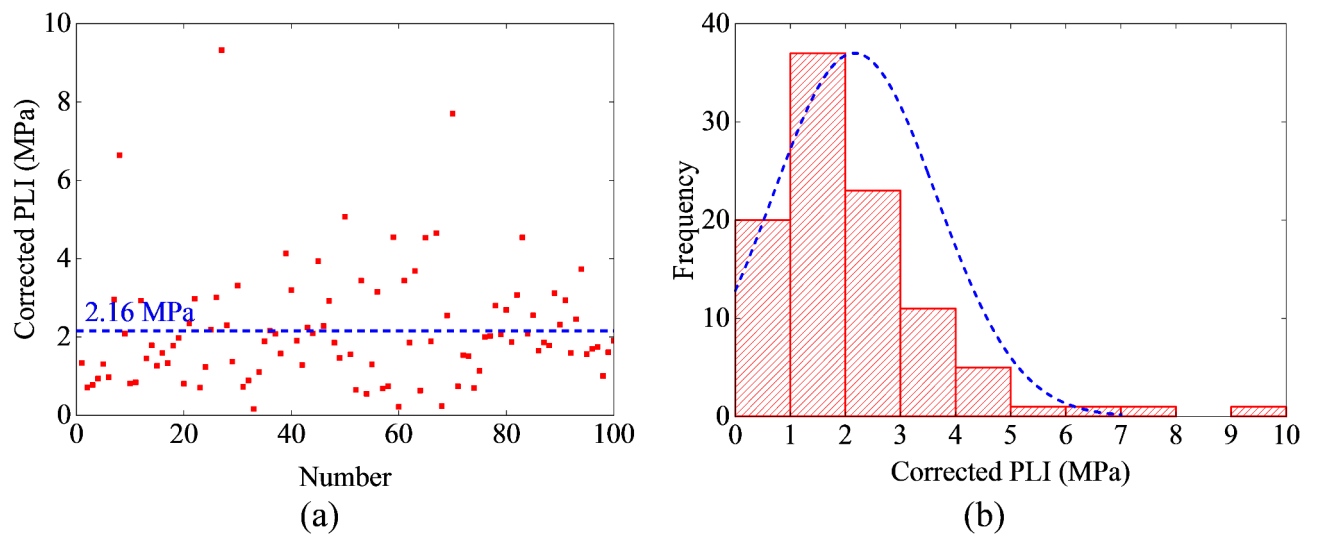 10
8
6
4
2
0
Corrected PLI (MPa)
2.16 MPa
0 20 40 60 80 100
Number
(a)
40
30
20
10
0
Frequency
0 1 2 3 4 5 6 7 8 9 10
Corrected PLI (MPa)
(b)